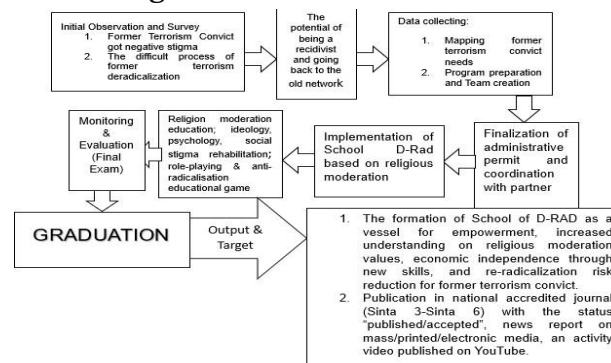 Initial Observation and Survey
1. Former Terrorism Convict
got negative stigma
2. The difficult process of
former terrorism
deradicalization
The
potential of
being a
recidivist
and going
back to the
old network
Data collecting:
1. Mapping former
terrorism convict
needs
2. Program preparation
and Team creation
Finalization of
administrative
permit and
coordination
with partner
Implementation of
School D-Rad
based on religious
moderation
Religion moderation
education; ideology,
psychology, social
stigma rehabilitation;
role-playing & anti-
radicalisation
educational game
Monitoring
&
Evaluation
(Final
Exam)
GRADUATION
Output &
Target
1. The formation of School of D-RAD as a
vessel for empowerment, increased
understanding on religious moderation
values, economic independence through
new skills, and re-radicalization risk
reduction for former terrorism convict.
2. Publication in national accredited journal
(Sinta 3-Sinta 6) with the status
"published/accepted", news report on
mass/printed/electronic media, an activity
video published on YouTube.